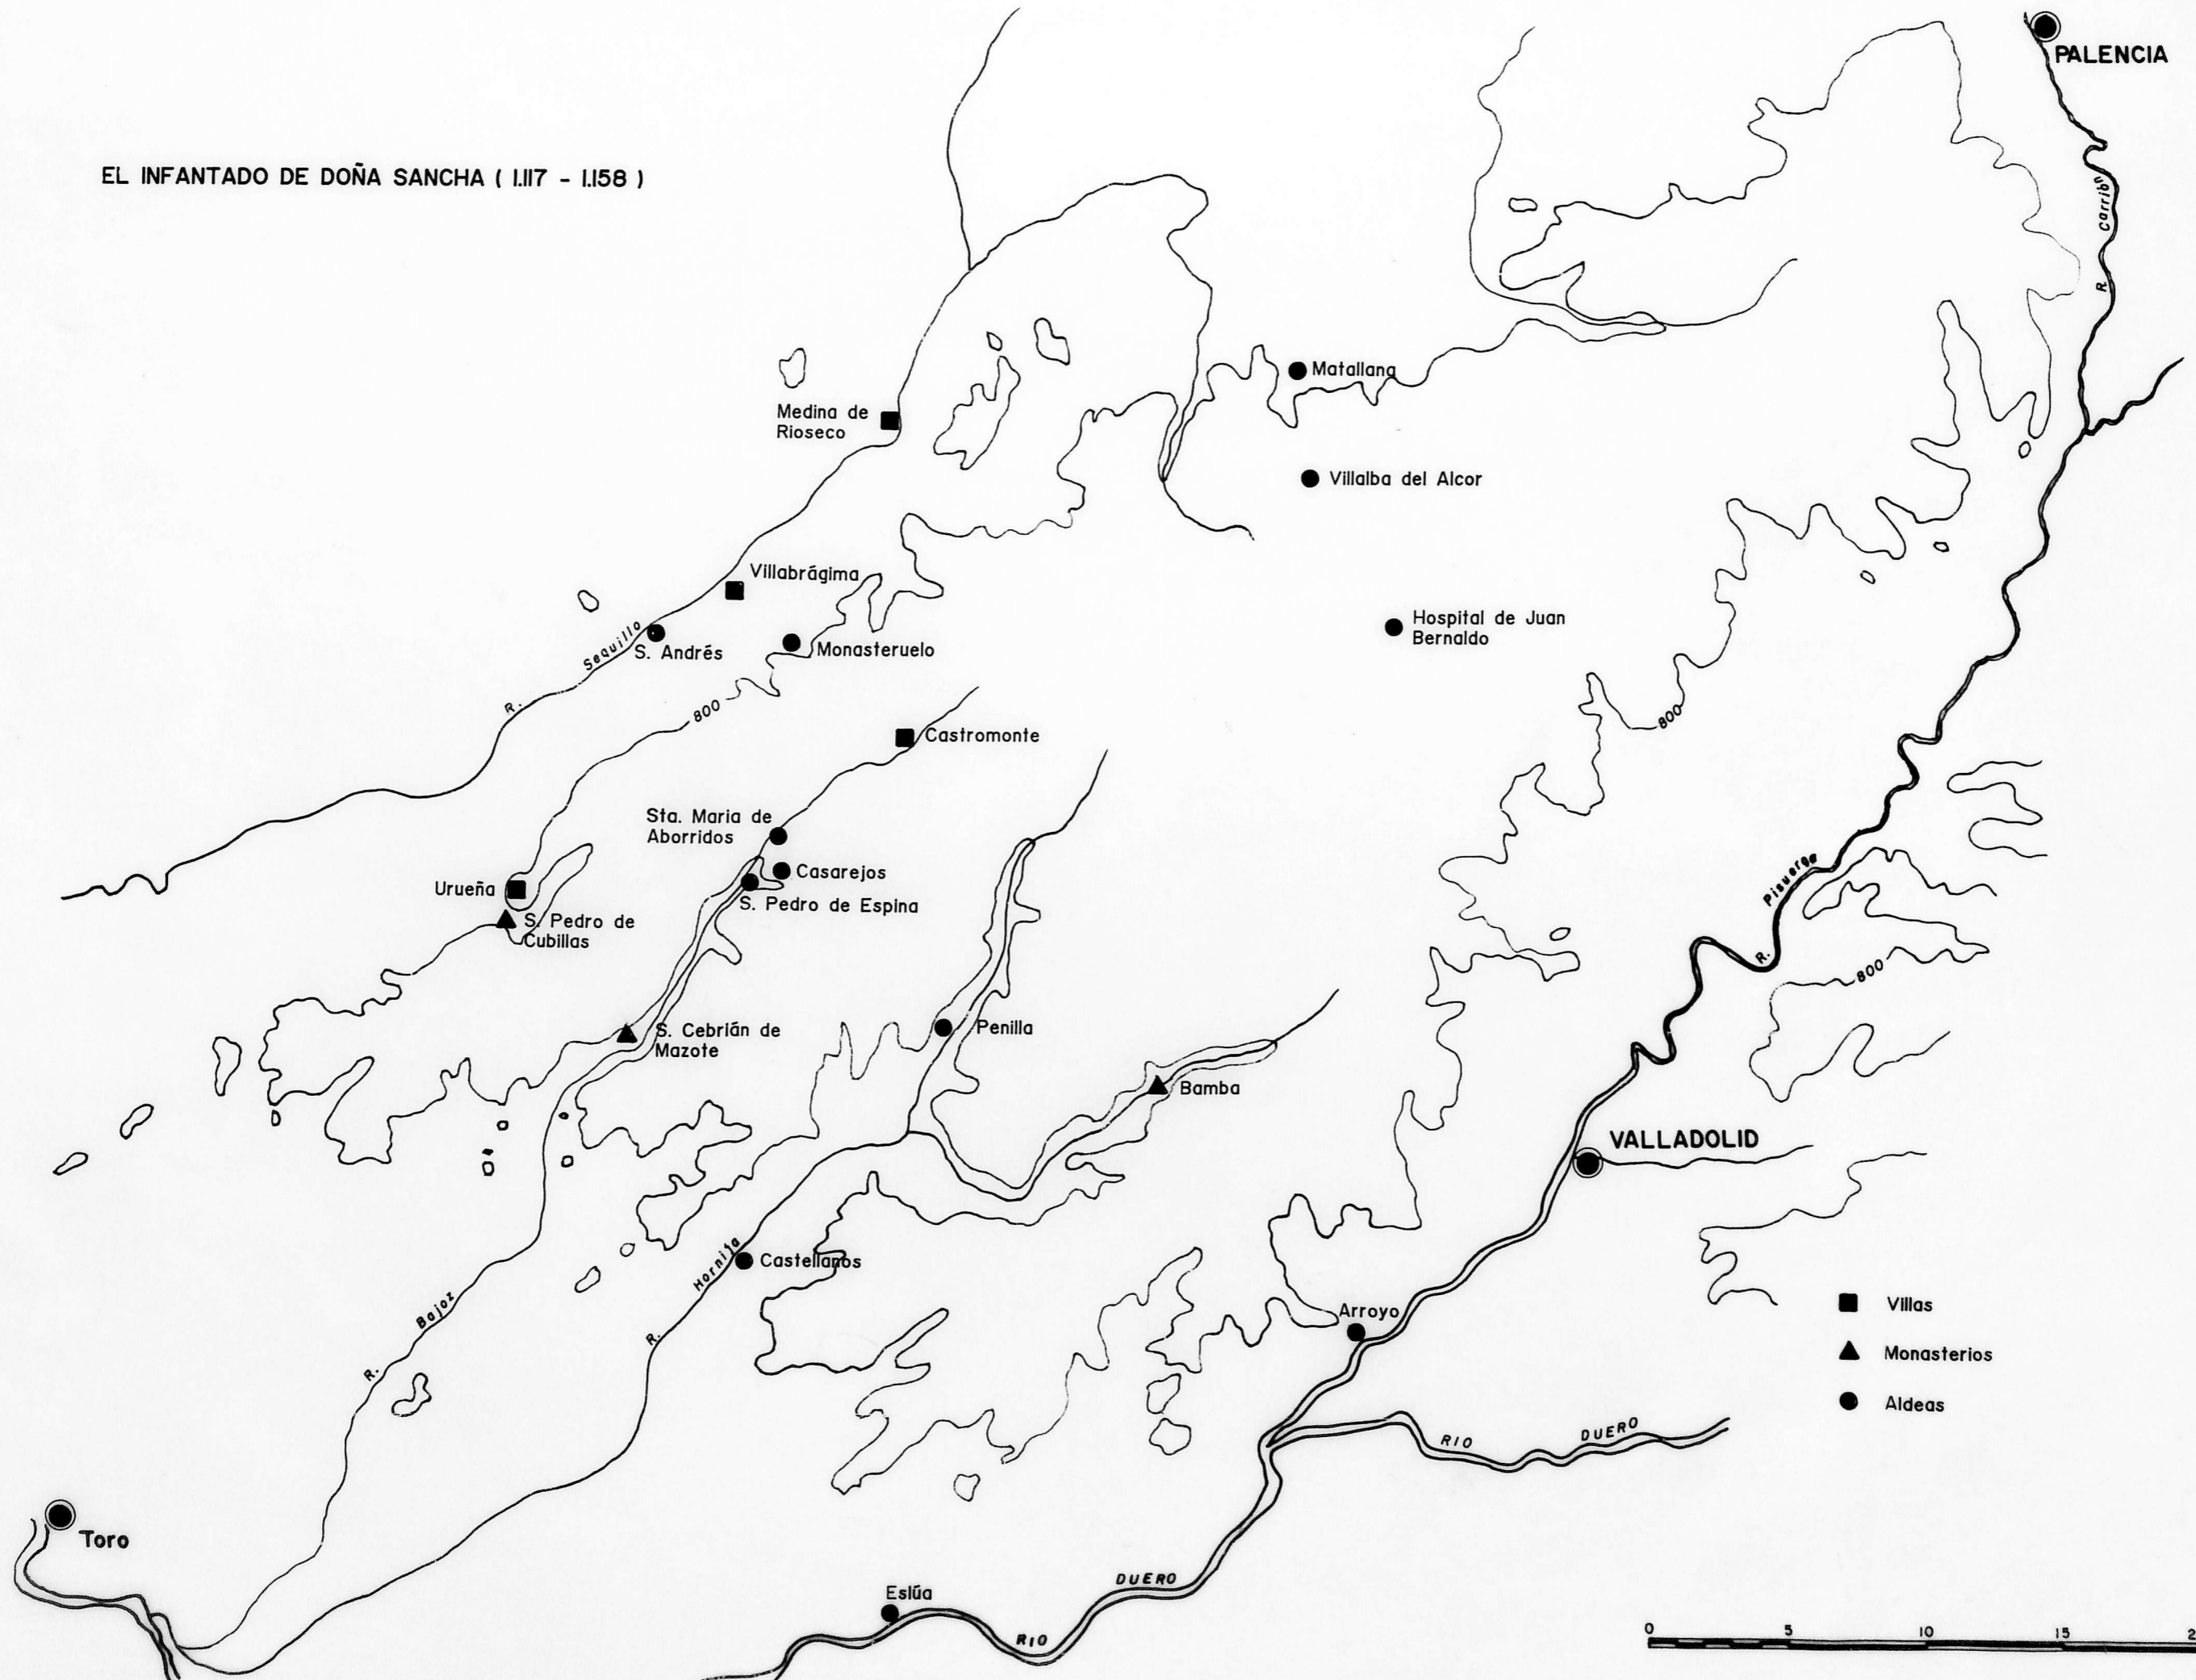 PALENCIA
EL INFANTADO DE DOÑA SANCHA ( 1.117 - 1.158 )
R. Carrión
Matallana
Medina de
Rioseco
Villalba del Alcor
Villabrágima
Hospital de Juan
Bernaldo
R. Sequillo
S. Andrés
Monasteruelo
800
800
Castromonte
Sta. Maria de
Aborridos
Casarejos
Urueña
S. Pedro de Espina
S. Pedro de
Cubillas
R. Pisuerga
800
S. Cebrián de
Mazote
Penilla
Bamba
VALLADOLID
R. Hornija
Castellanos
R. Bajoz
Arroyo
Villas
Monasterios
Aldeas
RIO DUERO
Toro
Eslúa
RIO DUERO
0 5 10 15 2